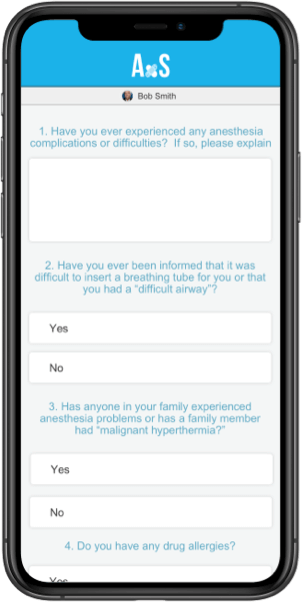 A S
Bob Smith
1. Have you ever experienced any anesthesia
complications or difficulties? If so, please explain
2. Have you ever been informed that it was
difficult to insert a breathing tube for you or that
you had a "difficult airway"?
Yes
No
3. Has anyone in your family experienced
anesthesia problems or has a family member
had "malignant hyperthermia?"
Yes
No
4. Do you have any drug allergies?
Yes